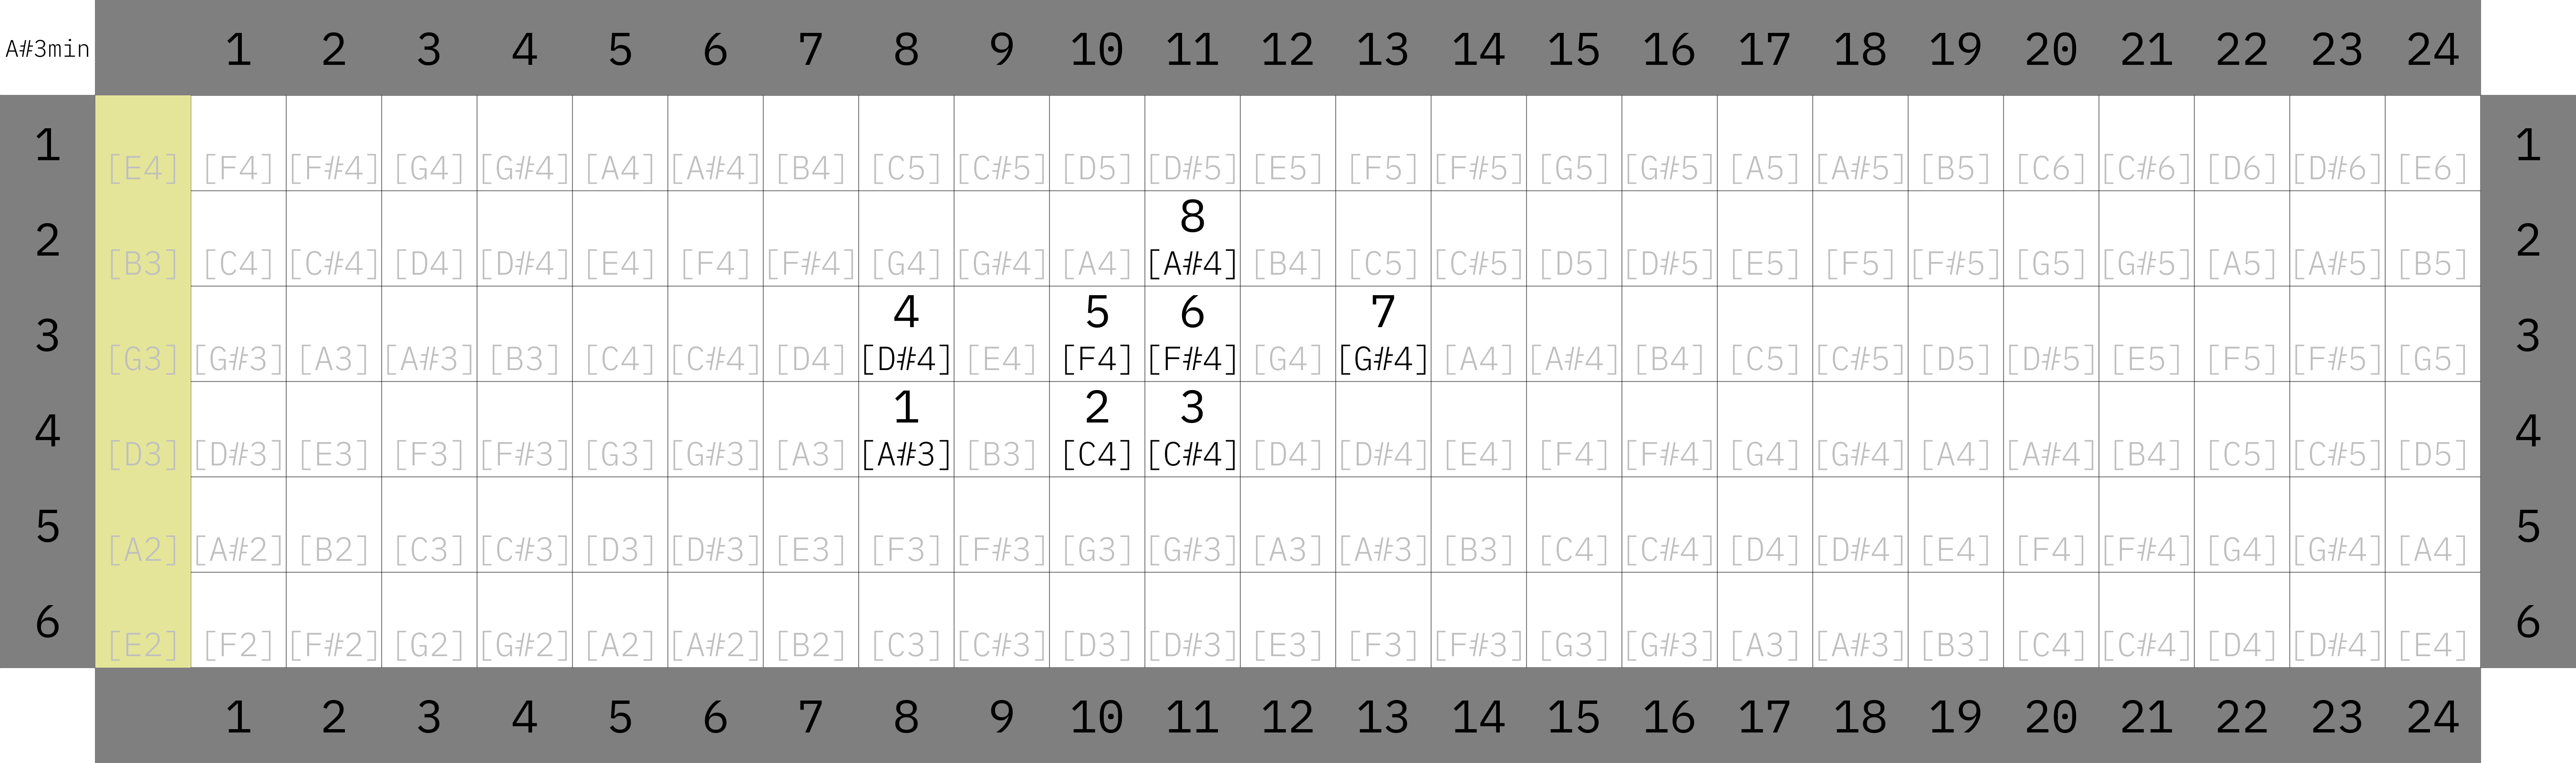 A#3min 1 2 3 4 5 6 7 8 9 10 11 12 13 14 15 16 17 18 19 20 21 22 23 24
1 [E4] [F4] [F#4] [G4] [G#4] [A4] [A#4] [B4] [C5] [C#5] [D5] [D#5] [E5] [F5] [F#5] [G5] [G#5] [A5] [A#5] [B5] [C6] [C#6] [D6] [D#6] [E6] 1
8
2 [B3] [C4] [C#4] [D4] [D#4] [E4] [F4] [F#4] [G4] [G#4] [A4] [A#4] [B4] [C5] [C#5] [D5] [D#5] [E5] [F5] [F#5] [G5] [G#5] [A5] [A#5] [B5] 2
4 5 6 7
3 [G3] [G#3] [A3] [A#3] [B3] [C4] [C#4] [D4] [D#4] [E4] [F4] [F#4] [G4] [G#4] [A4] [A#4] [B4] [C5] [C#5] [D5] [D#5] [E5] [F5] [F#5] [G5] 3
1 2 3
4 [D3] [D#3] [E3] [F3] [F#3] [G3] [G#3] [A3] [A#3] [B3] [C4] [C#4] [D4] [D#4] [E4] [F4] [F#4] [G4] [G#4] [A4] [A#4] [B4] [C5] [C#5] [D5] 4
5 [A2] [A#2] [B2] [C3] [C#3] [D3] [D#3] [E3] [F3] [F#3] [G3] [G#3] [A3] [A#3] [B3] [C4] [C#4] [D4] [D#4] [E4] [F4] [F#4] [G4] [G#4] [A4] 5
6 [E2] [F2] [F#2] [G2] [G#2] [A2] [A#2] [B2] [C3] [C#3] [D3] [D#3] [E3] [F3] [F#3] [G3] [G#3] [A3] [A#3] [B3] [C4] [C#4] [D4] [D#4] [E4] 6
1 2 3 4 5 6 7 8 9 10 11 12 13 14 15 16 17 18 19 20 21 22 23 24